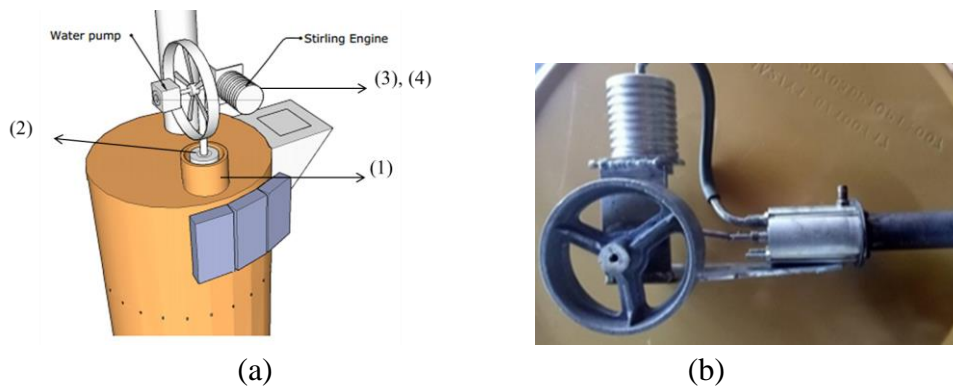 Water pump
Stirling Engine
(3), (4)
(2)
(1)
(a)
(b)